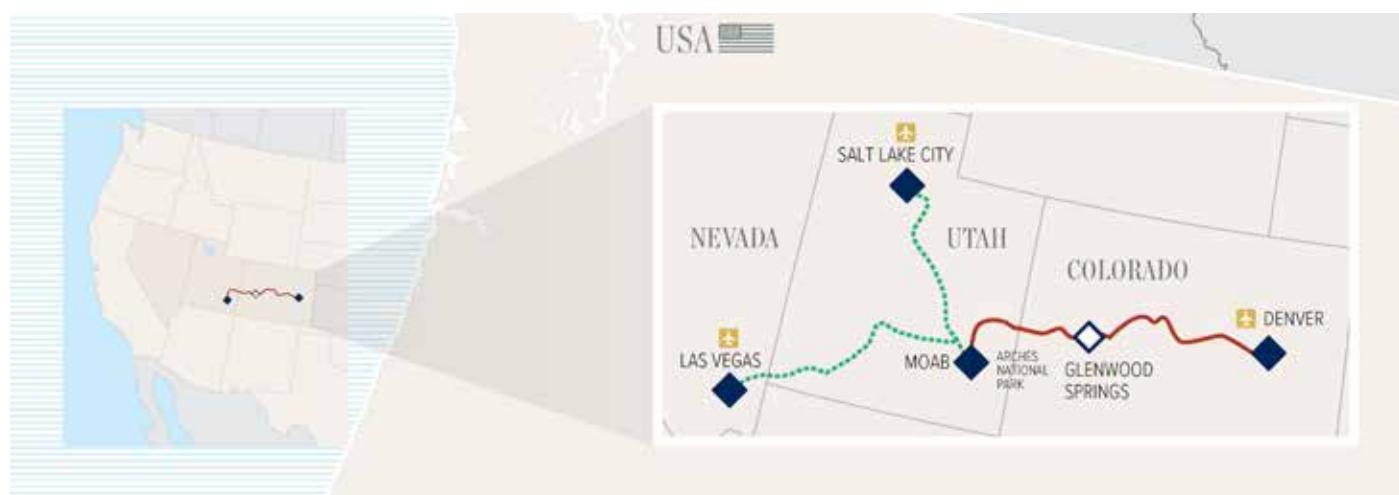 USA
SALT LAKE CITY
NEVADA
UTAH
COLORADO
LAS VEGAS
MOAB
ARCHES
NATIONAL
PARK
GLENWOOD
SPRINGS
DENVER